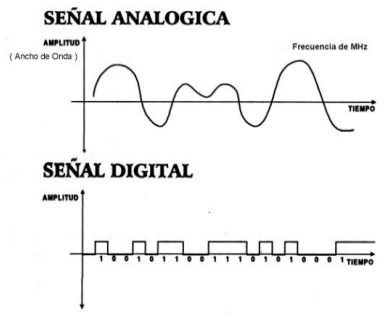 SEÑAL ANALOGICA
AMPLITUD
( Ancho de Onda )
Frecuencia de MHz
TIEMPO
SEÑAL DIGITAL
AMPLITUD
1 0 0 1 0 1 1 0 0 1 1 1 0 1 0 1 0 0 0 1 TIEMPO